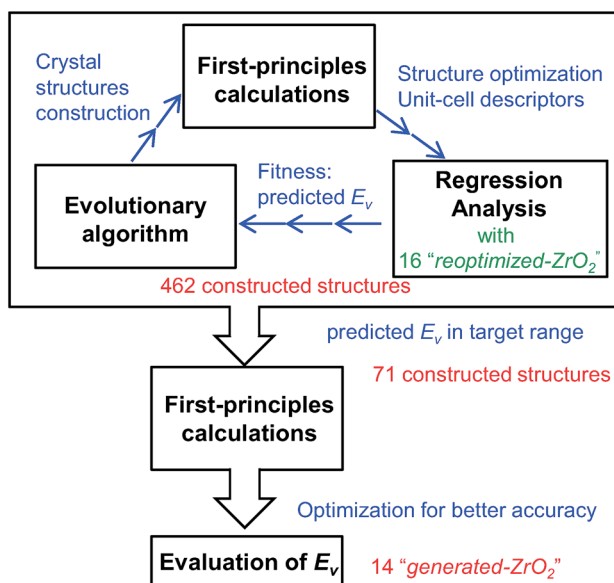 Crystal
structures
construction
First-principles
calculations
Structure optimization
Unit-cell descriptors
Evolutionary
algorithm
Fitness:
predicted Eᵥ
Regression
Analysis
with
16 “reoptimized-ZrO₂”
462 constructed structures
predicted Eᵥ in target range
71 constructed structures
First-principles
calculations
Optimization for better accuracy
Evaluation of Eᵥ
14 “generated-ZrO₂”